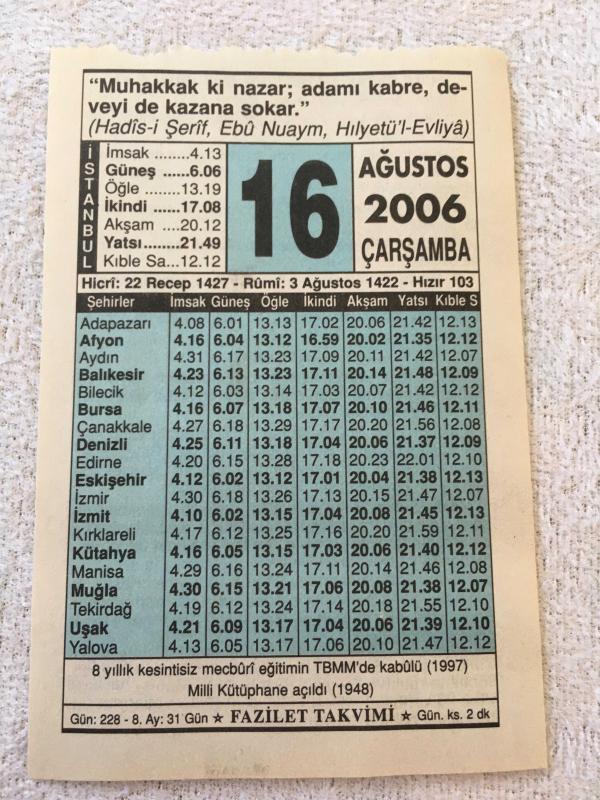 “Muhakkak ki nazar; adamı kabre, de-
veyi de kazana sokar.”
(Hadîs-i Şerîf, Ebû Nuaym, Hılyetü’l-Evliyâ)
İSTANBUL
İmsak ........4.13
Güneş ......6.06
Öğle .......13.19
İkindi ......17.08
Akşam ....20.12
Yatsı........21.49
Kıble Sa...12.12
16
AĞUSTOS
2006
ÇARŞAMBA
Hicrî: 22 Recep 1427 - Rûmî: 3 Ağustos 1422 - Hızır 103
Şehirler İmsak Güneş Öğle İkindi Akşam Yatsı Kıble S
Adapazarı 4.08 6.01 13.13 17.02 20.06 21.42 12.13
Afyon 4.16 6.04 13.12 16.59 20.02 21.35 12.12
Aydın 4.31 6.17 13.23 17.09 20.11 21.42 12.07
Balıkesir 4.23 6.13 13.23 17.11 20.14 21.48 12.09
Bilecik 4.12 6.03 13.14 17.03 20.07 21.42 12.12
Bursa 4.16 6.07 13.18 17.07 20.10 21.46 12.11
Çanakkale 4.27 6.18 13.29 17.17 20.20 21.56 12.08
Denizli 4.25 6.11 13.18 17.04 20.06 21.37 12.09
Edirne 4.20 6.15 13.28 17.18 20.23 22.01 12.10
Eskişehir 4.12 6.02 13.12 17.01 20.04 21.38 12.13
İzmir 4.30 6.18 13.26 17.13 20.15 21.47 12.07
İzmit 4.10 6.02 13.15 17.04 20.08 21.45 12.13
Kırklareli 4.17 6.12 13.25 17.16 20.20 21.59 12.11
Kütahya 4.16 6.05 13.15 17.03 20.06 21.40 12.12
Manisa 4.29 6.16 13.24 17.11 20.14 21.46 12.08
Muğla 4.30 6.15 13.21 17.06 20.08 21.38 12.07
Tekirdağ 4.19 6.12 13.24 17.14 20.18 21.55 12.10
Uşak 4.21 6.09 13.17 17.04 20.06 21.39 12.10
Yalova 4.13 6.05 13.17 17.06 20.10 21.47 12.12
8 yıllık kesintisiz mecbûrî eğitimin TBMM’de kabûlü (1997)
Milli Kütüphane açıldı (1948)
Gün: 228 - 8. Ay: 31 Gün ☆ FAZİLET TAKVİMİ ☆ Gün. ks. 2 dk